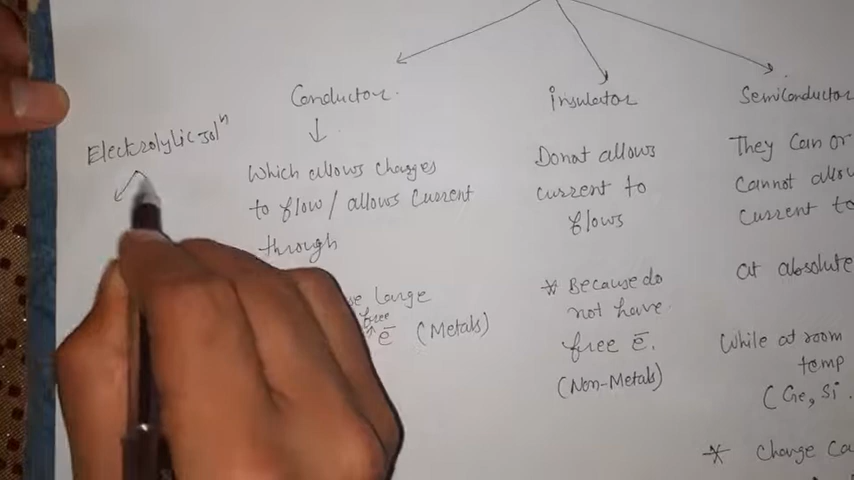 Electrolylic solⁿ
Conductor
Which allows charges
to flow / allows Current
through
se large
free
e̅ (Metals)
insulator
Donot allows
current to
flows
* Because do
not have
free e̅.
(Non-Metals)
Semiconductor
They Can or
Cannot allow
Current to
at absolute
While at room
temp
(Ge, Si.
* Charge Ca